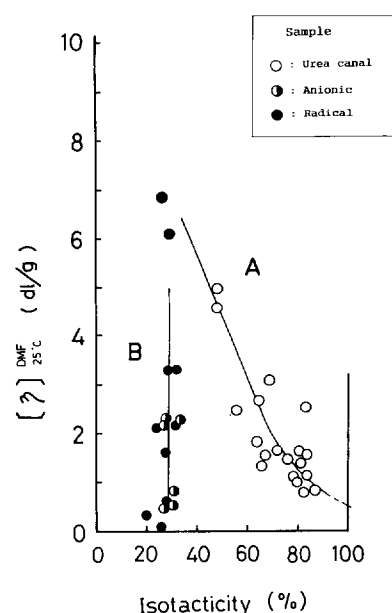 Sample
○ : Urea canal
◑ : Anionic
● : Radical
10
8
6
4
2
0
[η] DMF 25°C (dl/g)
A
B
0 20 40 60 80 100
Isotacticity (%)